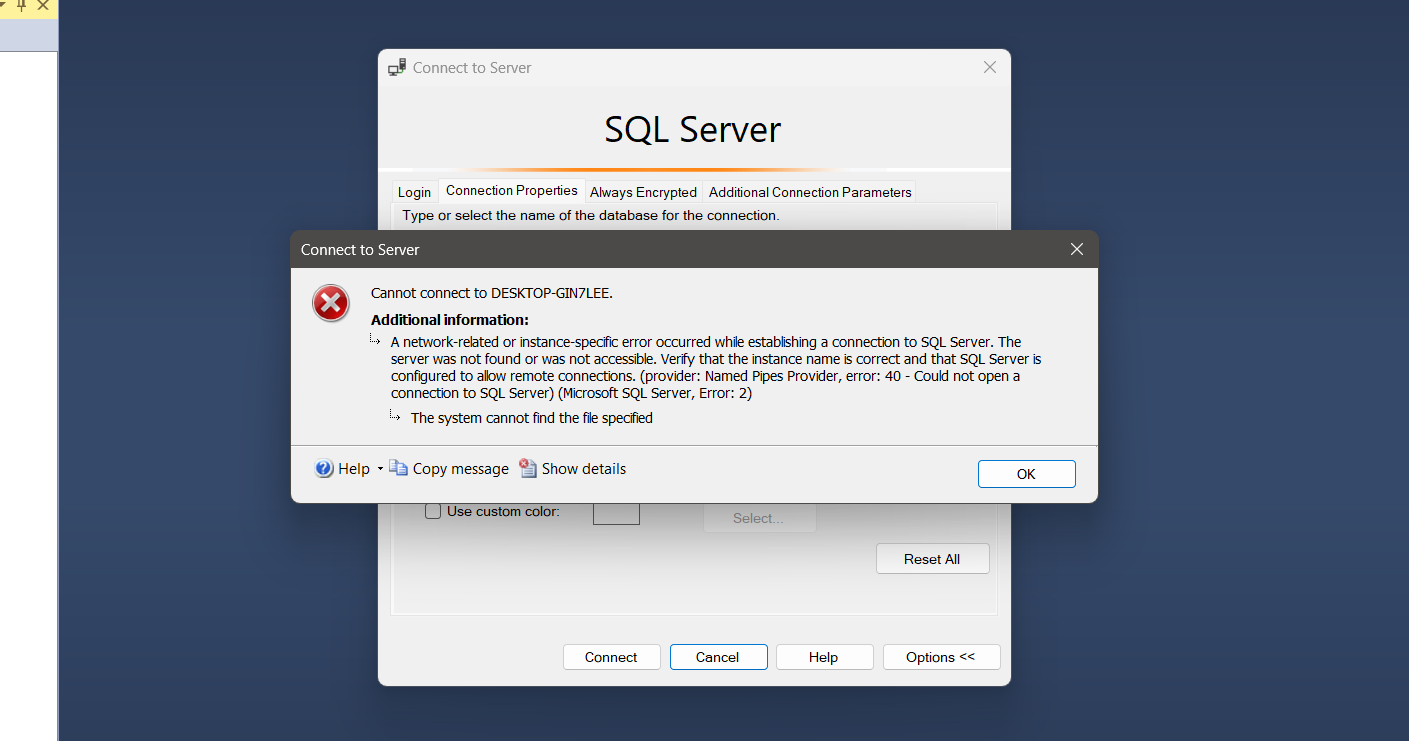 Connect to Server
SQL Server
Login
Connection Properties
Always Encrypted
Additional Connection Parameters
Type or select the name of the database for the connection.
Connect to Server
Cannot connect to DESKTOP-GIN7LEE.
Additional information:
A network-related or instance-specific error occurred while establishing a connection to SQL Server. The
server was not found or was not accessible. Verify that the instance name is correct and that SQL Server is
configured to allow remote connections. (provider: Named Pipes Provider, error: 40 - Could not open a
connection to SQL Server) (Microsoft SQL Server, Error: 2)
The system cannot find the file specified
Help
Copy message
Show details
OK
Use custom color:
Select...
Reset All
Connect
Cancel
Help
Options <<